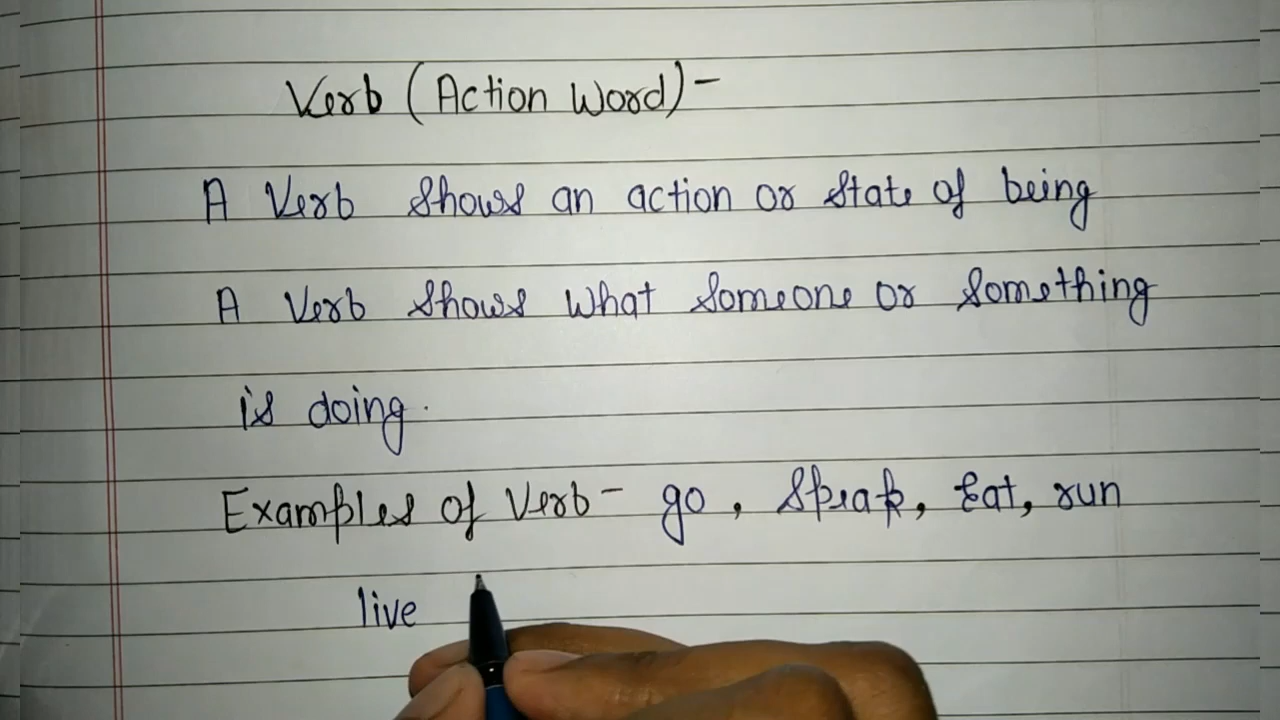 Verb (Action Word)-
A Verb shows an action or state of being
A Verb shows what someone or something
is doing.
Examples of Verb - go, Speak, Eat, run
live